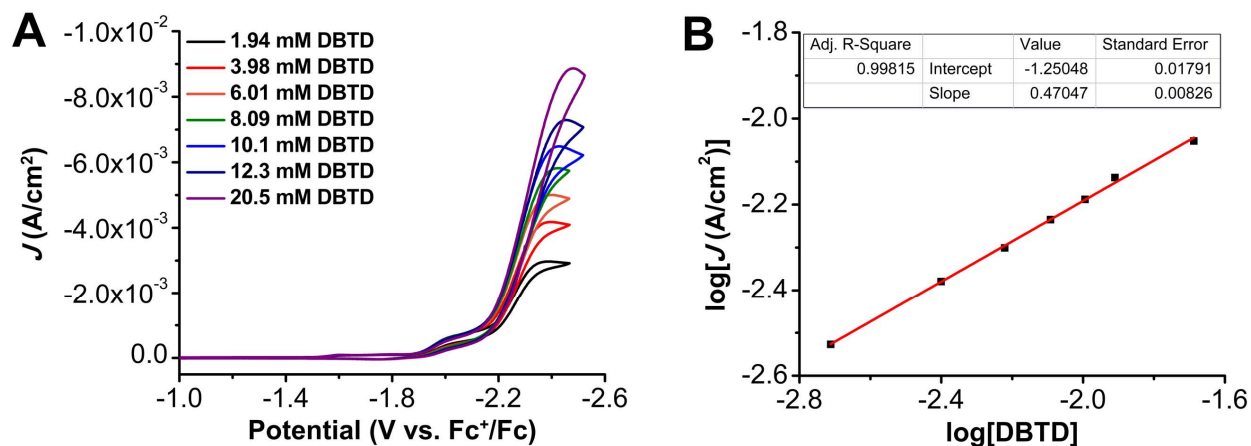 A
J (A/cm²)
-1.0x10⁻²
-8.0x10⁻³
-6.0x10⁻³
-4.0x10⁻³
-2.0x10⁻³
0.0
1.94 mM DBTD
3.98 mM DBTD
6.01 mM DBTD
8.09 mM DBTD
10.1 mM DBTD
12.3 mM DBTD
20.5 mM DBTD
-1.0 -1.4 -1.8 -2.2 -2.6
Potential (V vs. Fc⁺/Fc)
B
log[J (A/cm²)]
-1.8
-2.0
-2.2
-2.4
-2.6
Adj. R-Square Value Standard Error
0.99815 Intercept -1.25048 0.01791
Slope 0.47047 0.00826
-2.8 -2.4 -2.0 -1.6
log[DBTD]